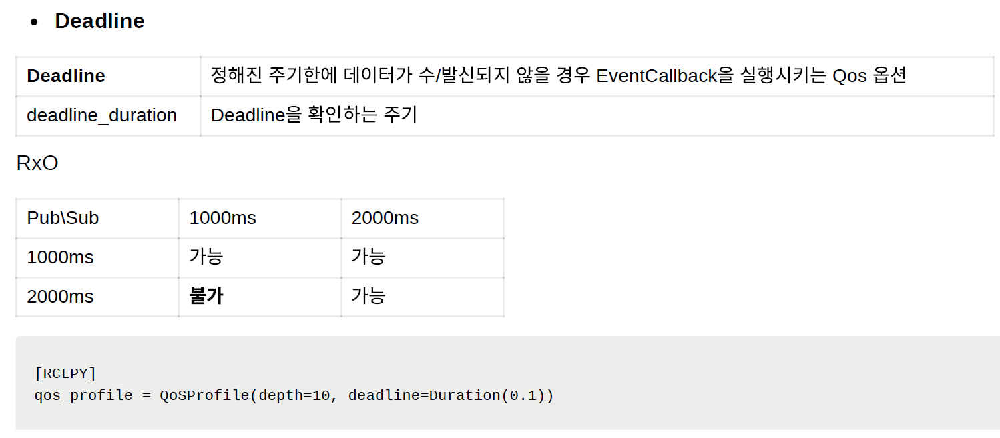 Deadline
Deadline 정해진 주기한에 데이터가 수/발신되지 않을 경우 EventCallback을 실행시키는 Qos 옵션
deadline_duration Deadline을 확인하는 주기
RxO
Pub\Sub 1000ms 2000ms
1000ms 가능 가능
2000ms 불가 가능
[RCLPY]
qos_profile = QoSProfile(depth=10, deadline=Duration(0.1))